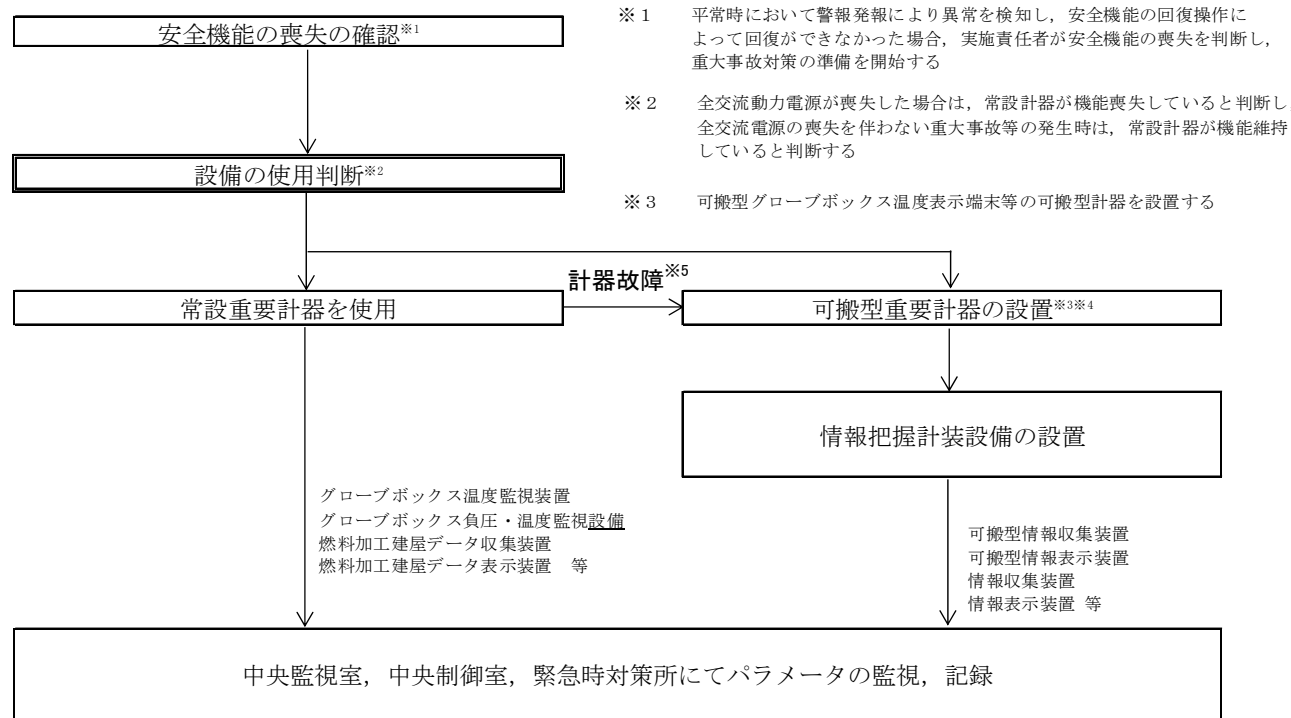 安全機能の喪失の確認※1
※1 平常時において警報発報により異常を検知し，安全機能の回復操作に
よって回復ができなかった場合，実施責任者が安全機能の喪失を判断し，
重大事故対策の準備を開始する
※2 全交流動力電源が喪失した場合は，常設計器が機能喪失していると判断し
全交流電源の喪失を伴わない重大事故等の発生時は，常設計器が機能維持
していると判断する
設備の使用判断※2
※3 可搬型グローブボックス温度表示端末等の可搬型計器を設置する
計器故障※5
常設重要計器を使用
可搬型重要計器の設置※3※4
情報把握計装設備の設置
グローブボックス温度監視装置
グローブボックス負圧・温度監視設備
燃料加工建屋データ収集装置
燃料加工建屋データ表示装置 等
可搬型情報収集装置
可搬型情報表示装置
情報収集装置
情報表示装置 等
中央監視室，中央制御室，緊急時対策所にてパラメータの監視，記録